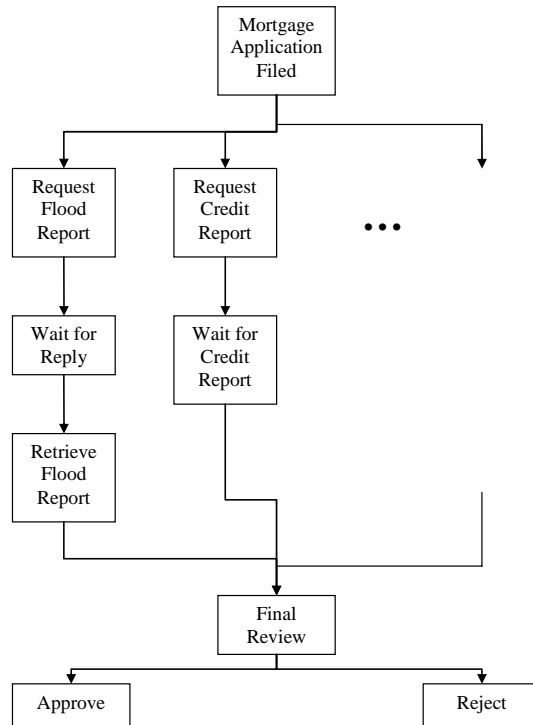 Mortgage
Application
Filed
Request
Flood
Report
Request
Credit
Report
...
Wait for
Reply
Wait for
Credit
Report
Retrieve
Flood
Report
Final
Review
Approve
Reject